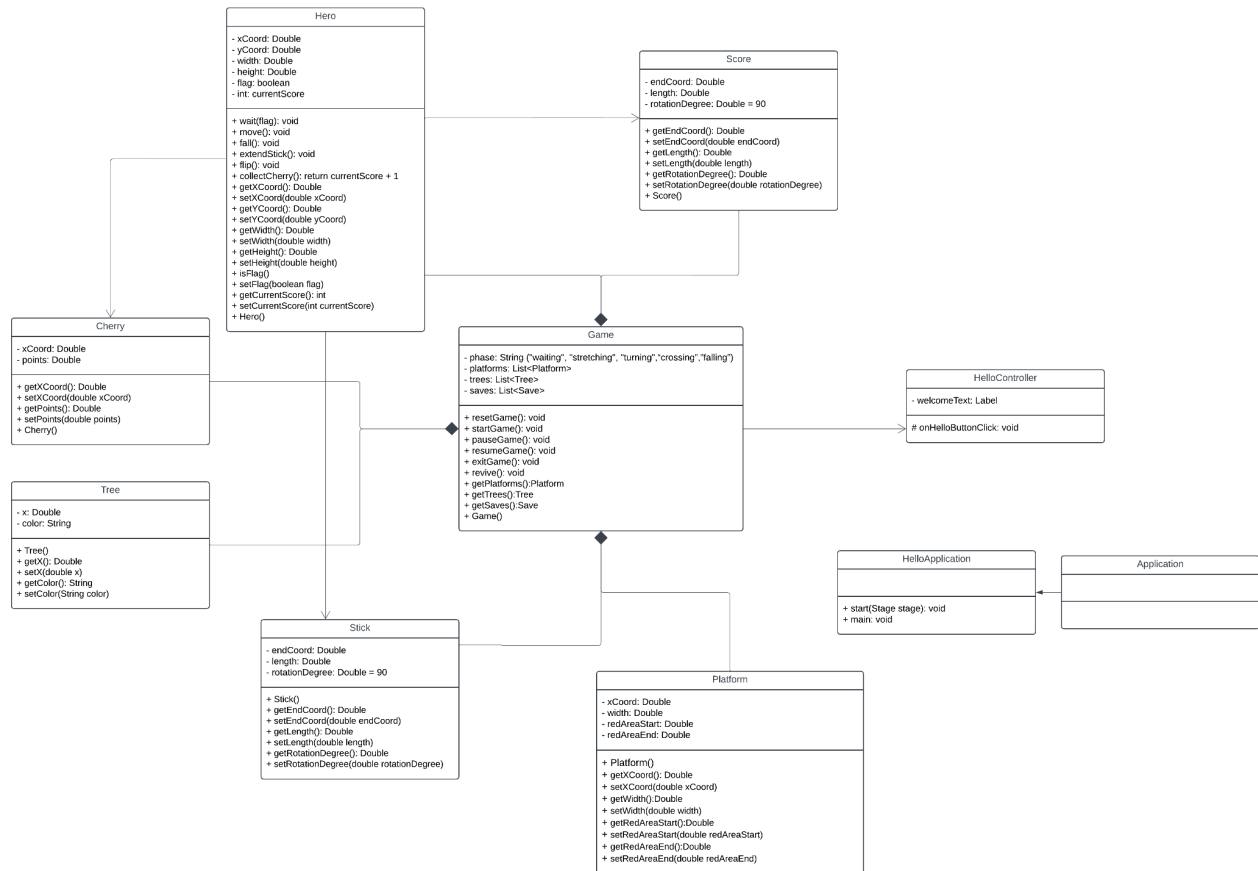 Hero
- xCoord: Double
- yCoord: Double
- width: Double
- height: Double
- flag: boolean
- int: currentScore
+ wait(flag): void
+ move(): void
+ fall(): void
+ extendStick(): void
+ flip(): void
+ collectCherry(): return currentScore + 1
+ getXCoord(): Double
+ setXCoord(double xCoord)
+ getYCoord(): Double
+ setYCoord(double yCoord)
+ getWidth(): Double
+ setWidth(double width)
+ getHeight(): Double
+ setHeight(double height)
+ isFlag()
+ setFlag(boolean flag)
+ getCurrentScore(): int
+ setCurrentScore(int currentScore)
+ Hero()
Score
- endCoord: Double
- length: Double
- rotationDegree: Double = 90
+ getEndCoord(): Double
+ setEndCoord(double endCoord)
+ getLength(): Double
+ setLength(double length)
+ getRotationDegree(): Double
+ setRotationDegree(double rotationDegree)
+ Score()
Cherry
- xCoord: Double
- points: Double
+ getXCoord(): Double
+ setXCoord(double xCoord)
+ getPoints(): Double
+ setPoints(double points)
+ Cherry()
Game
- phase: String ("waiting", "stretching", "turning","crossing","falling")
- platforms: List<Platform>
- trees: List<Tree>
- saves: List<Save>
+ resetGame(): void
+ startGame(): void
+ pauseGame(): void
+ resumeGame(): void
+ exitGame(): void
+ revive(): void
+ getPlatforms():Platform
+ getTrees():Tree
+ getSaves():Save
+ Game()
HelloController
- welcomeText: Label
# onHelloButtonClick: void
Tree
- x: Double
- color: String
+ Tree()
+ getX(): Double
+ setX(double x)
+ getColor(): String
+ setColor(String color)
HelloApplication
+ start(Stage stage): void
+ main: void
Application
Stick
- endCoord: Double
- length: Double
- rotationDegree: Double = 90
+ Stick()
+ getEndCoord(): Double
+ setEndCoord(double endCoord)
+ getLength(): Double
+ setLength(double length)
+ getRotationDegree(): Double
+ setRotationDegree(double rotationDegree)
Platform
- xCoord: Double
- width: Double
- redAreaStart: Double
- redAreaEnd: Double
+ Platform()
+ getXCoord(): Double
+ setXCoord(double xCoord)
+ getWidth():Double
+ setWidth(double width)
+ getRedAreaStart():Double
+ setRedAreaStart(double redAreaStart)
+ getRedAreaEnd():Double
+ setRedAreaEnd(double redAreaEnd)